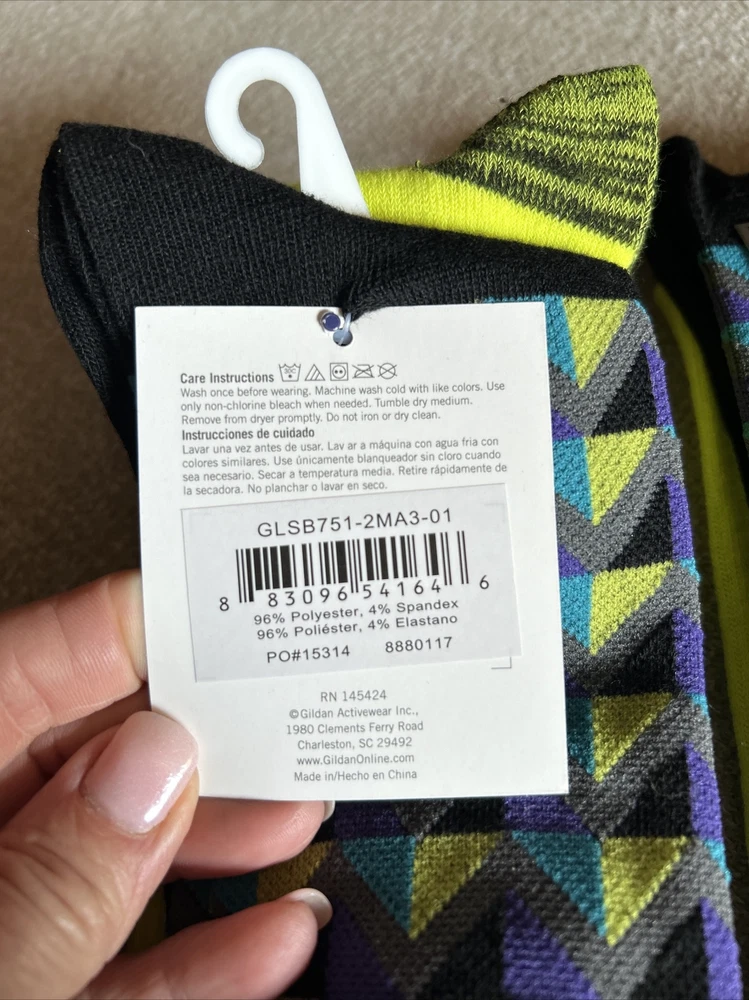 Care Instructions
Wash once before wearing. Machine wash cold with like colors. Use
only non-chlorine bleach when needed. Tumble dry medium.
Remove from dryer promptly. Do not iron or dry clean.
Instrucciones de cuidado
Lavar una vez antes de usar. Lav ar a máquina con agua fria con
colores similares. Use únicamente blanqueador sin cloro cuando
sea necesario. Secar a temperatura media. Retire rápidamente de
la secadora. No planchar o lavar en seco.
GLSB751-2MA3-01
8 83096 54164 6
96% Polyester, 4% Spandex
96% Poliéster, 4% Elastano
PO#15314 8880117
RN 145424
©Gildan Activewear Inc.,
1980 Clements Ferry Road
Charleston, SC 29492
www.GildanOnline.com
Made in/Hecho en China